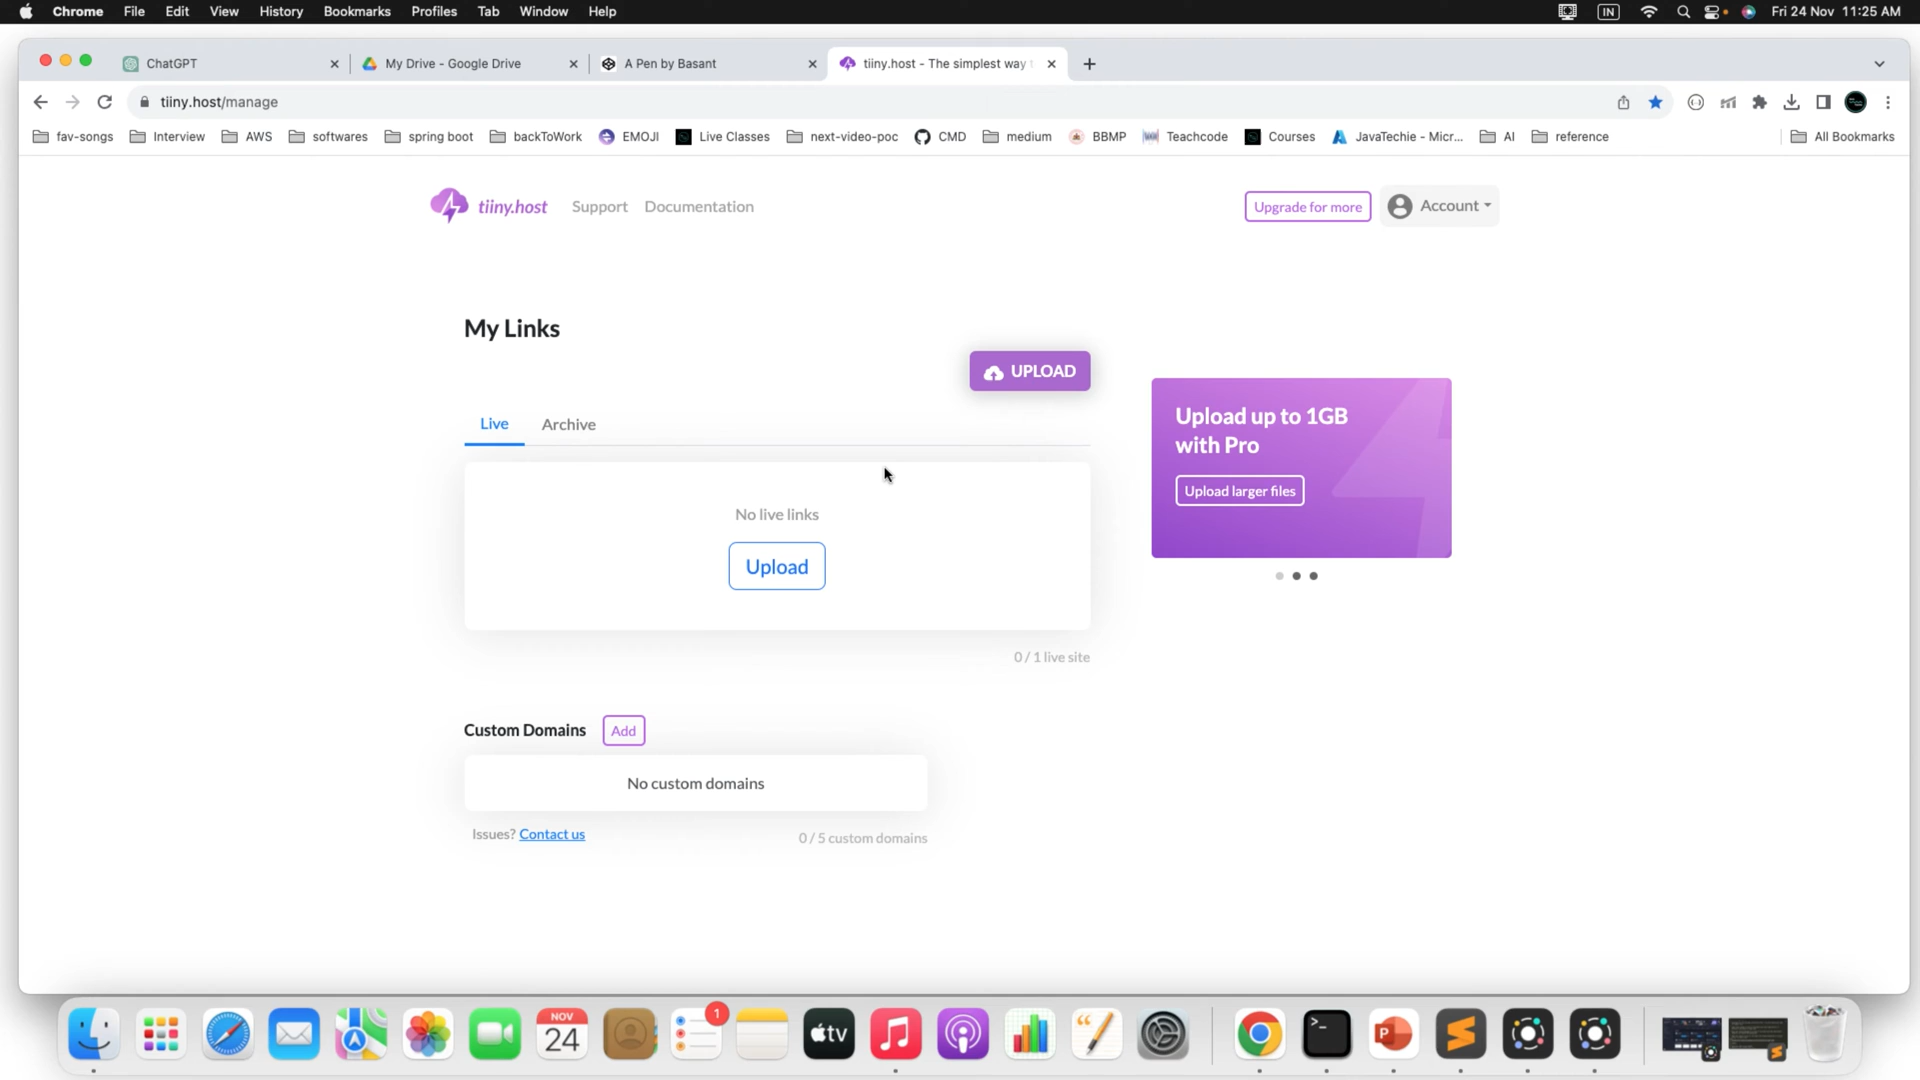 Chrome File Edit View History Bookmarks Profiles Tab Window Help IN Fri 24 Nov 11:25 AM
ChatGPT My Drive - Google Drive A Pen by Basant tiiny.host - The simplest way
tiiny.host/manage
fav-songs Interview AWS softwares spring boot backToWork EMOJI Live Classes next-video-poc CMD medium BBMP Teachcode Courses JavaTechie - Micr... AI reference All Bookmarks
tiiny.host Support Documentation Upgrade for more Account
My Links
UPLOAD
Live Archive
Upload up to 1GB
with Pro
Upload larger files
No live links
Upload
0 / 1 live site
Custom Domains Add
No custom domains
Issues? Contact us 0 / 5 custom domains
NOV
24
1
tv